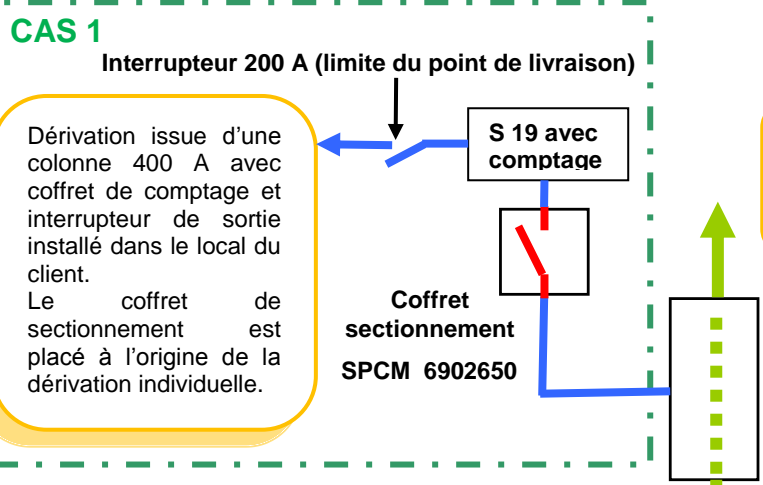 CAS 1
Interrupteur 200 A (limite du point de livraison)
Dérivation issue d’une
colonne 400 A avec
coffret de comptage et
interrupteur de sortie
installé dans le local du
client.
Le coffret de
sectionnement est
placé à l’origine de la
dérivation individuelle.
S 19 avec
comptage
Coffret
sectionnement
SPCM 6902650